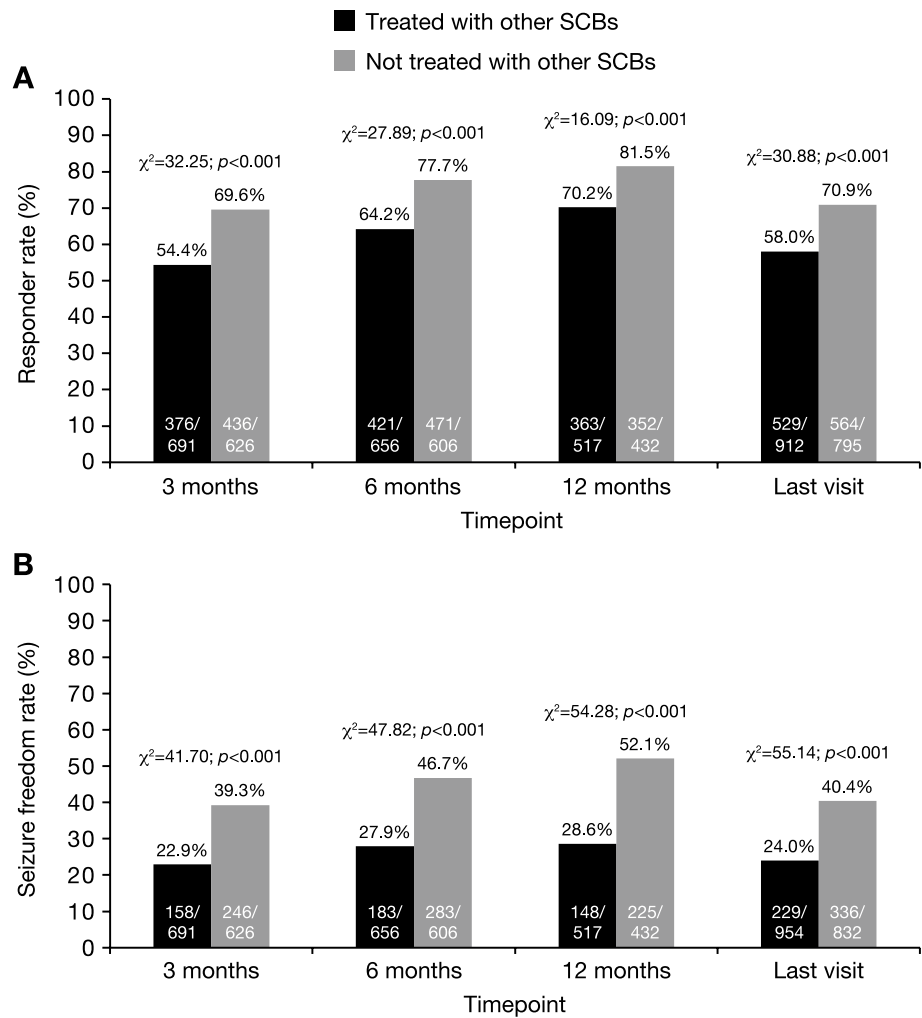 Treated with other SCBs
Not treated with other SCBs
A
Responder rate (%)
100
90
80
70
60
50
40
30
20
10
0
χ²=32.25; p<0.001
χ²=27.89; p<0.001
χ²=16.09; p<0.001
χ²=30.88; p<0.001
54.4%
69.6%
64.2%
77.7%
70.2%
81.5%
58.0%
70.9%
376/
691
436/
626
421/
656
471/
606
363/
517
352/
432
529/
912
564/
795
3 months
6 months
12 months
Last visit
Timepoint
B
Seizure freedom rate (%)
100
90
80
70
60
50
40
30
20
10
0
χ²=41.70; p<0.001
χ²=47.82; p<0.001
χ²=54.28; p<0.001
χ²=55.14; p<0.001
22.9%
39.3%
27.9%
46.7%
28.6%
52.1%
24.0%
40.4%
158/
691
246/
626
183/
656
283/
606
148/
517
225/
432
229/
954
336/
832
3 months
6 months
12 months
Last visit
Timepoint